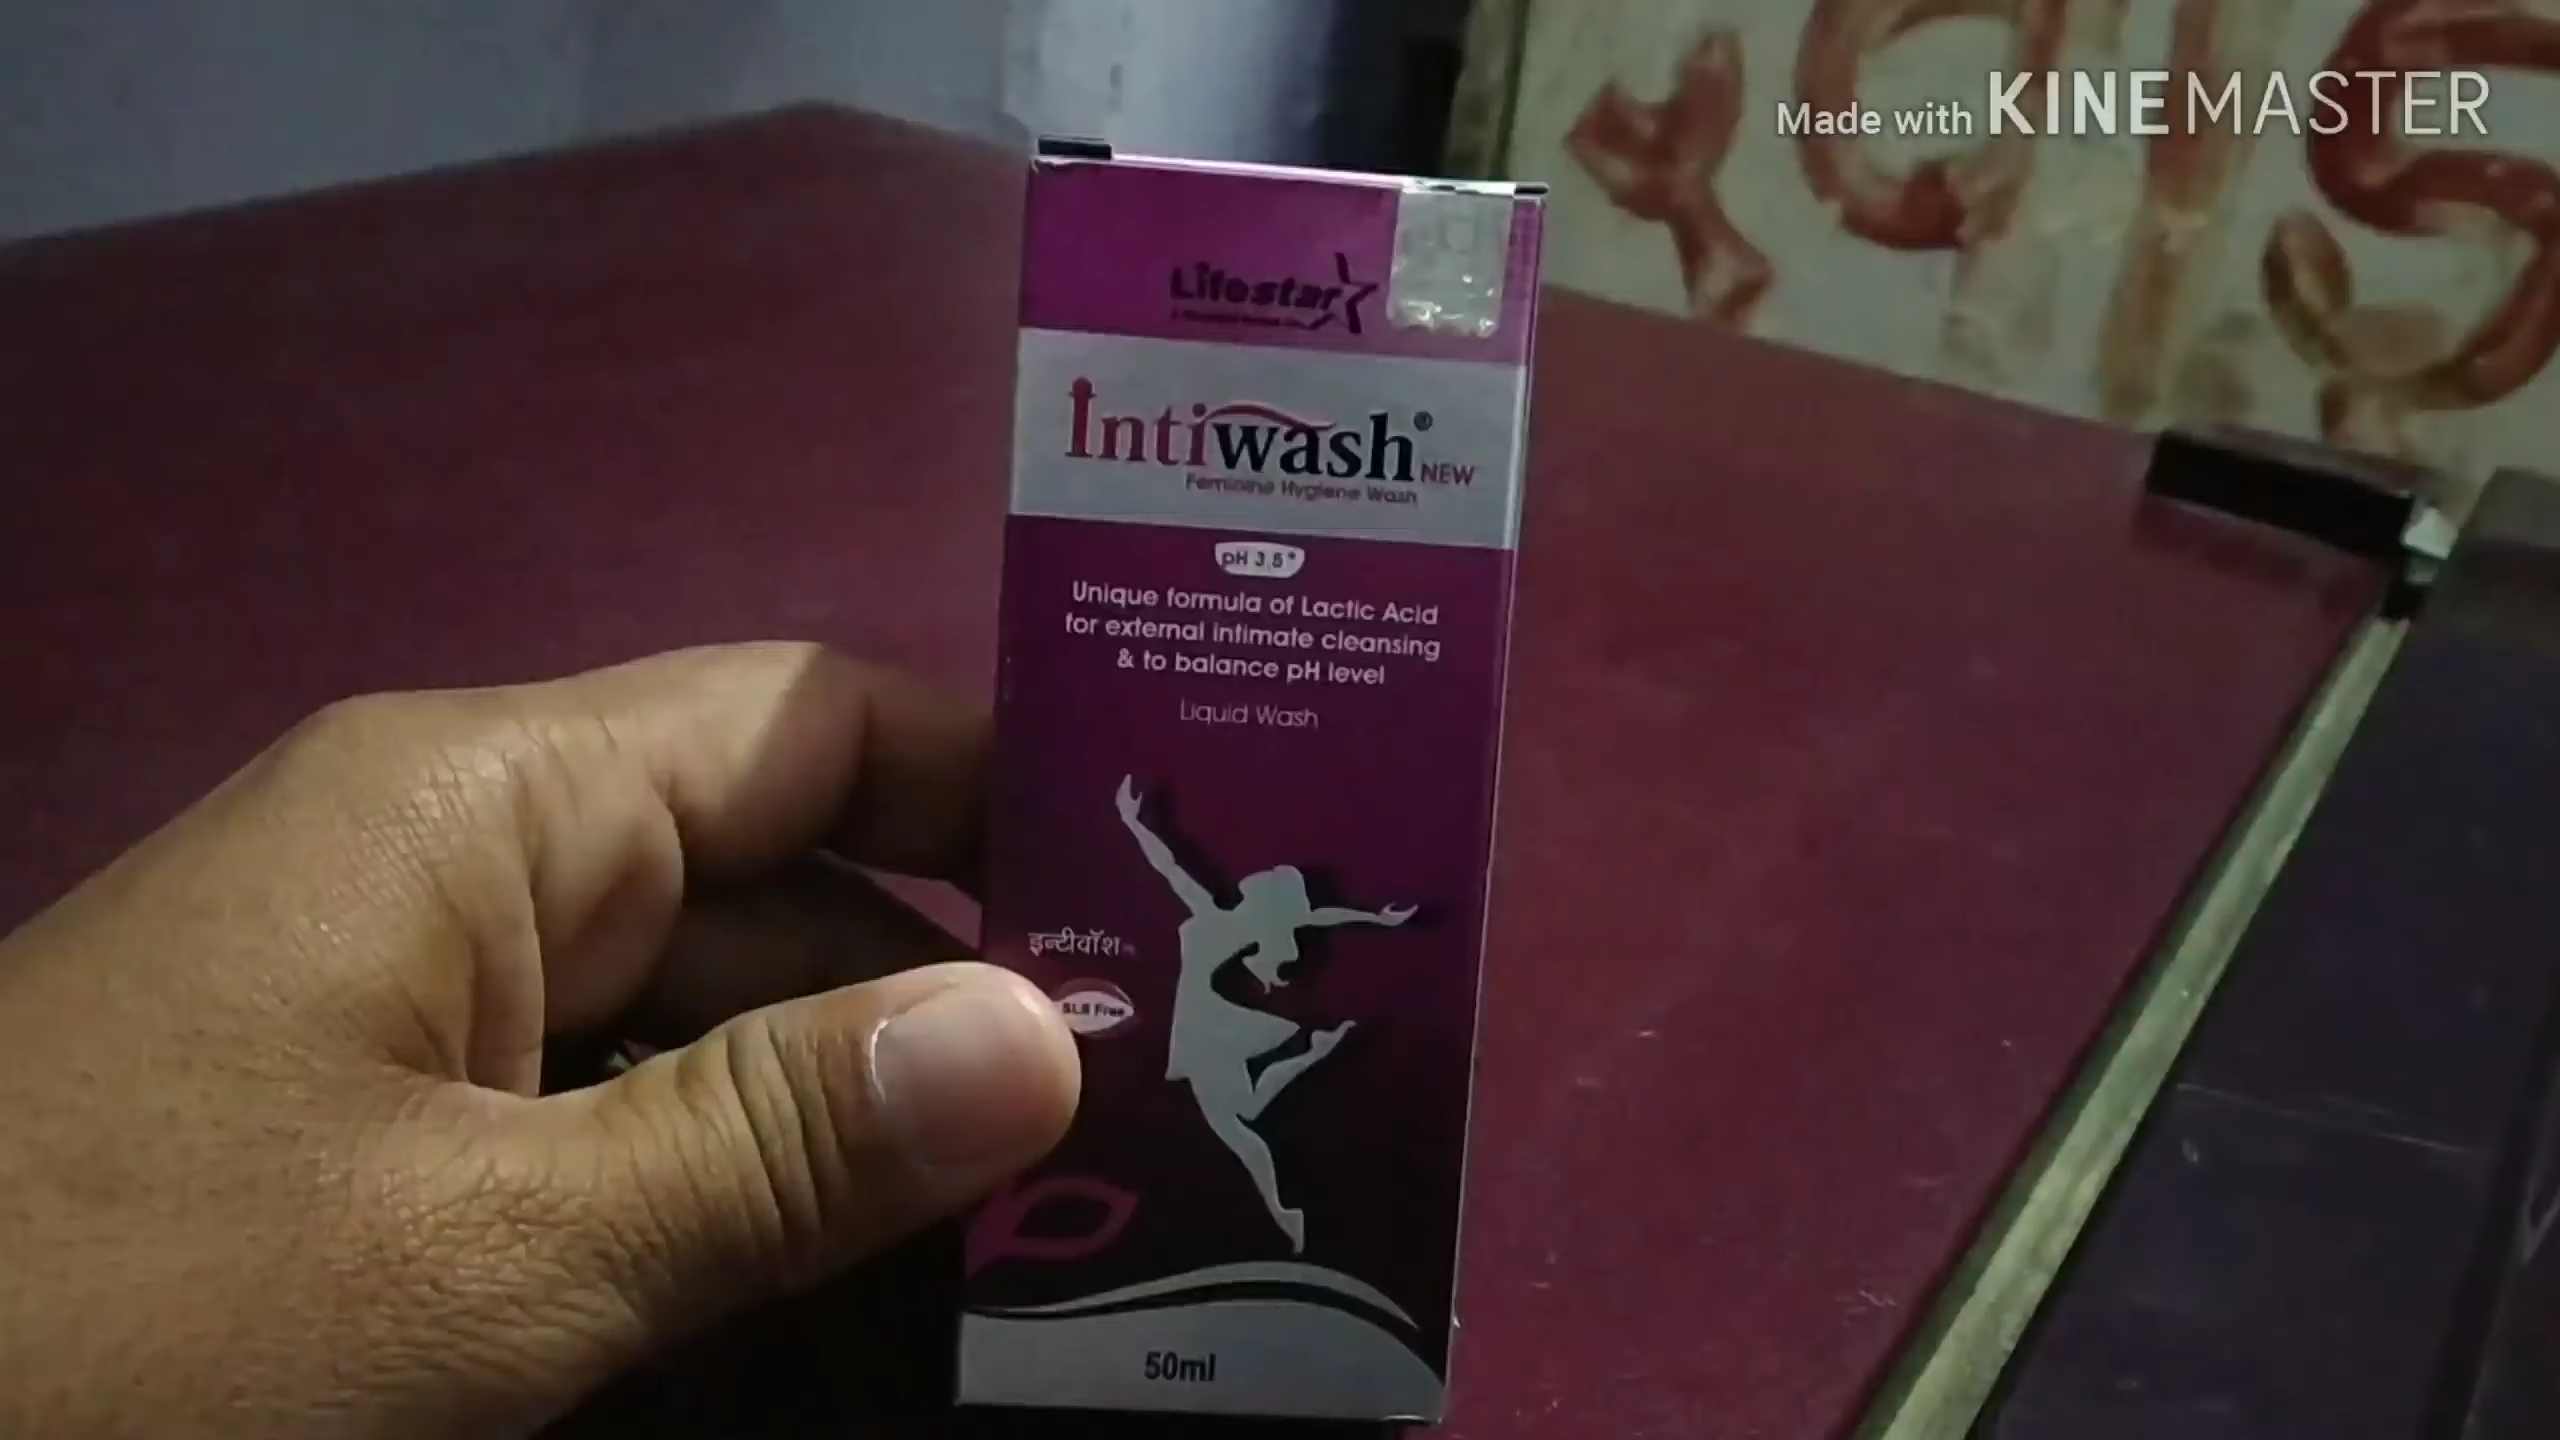 Made with KINEMASTER
Lifestar
Intiwash® NEW
Feminine Hygiene Wash
pH 3.5*
Unique formula of Lactic Acid
for external intimate cleansing
& to balance pH level
Liquid Wash
इन्टीवॉश
SLS Free
50ml